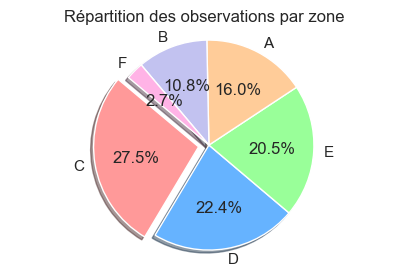 Répartition des observations par zone
B
A
F
10.8%
16.0%
2.7%
C
27.5%
20.5%
E
22.4%
D